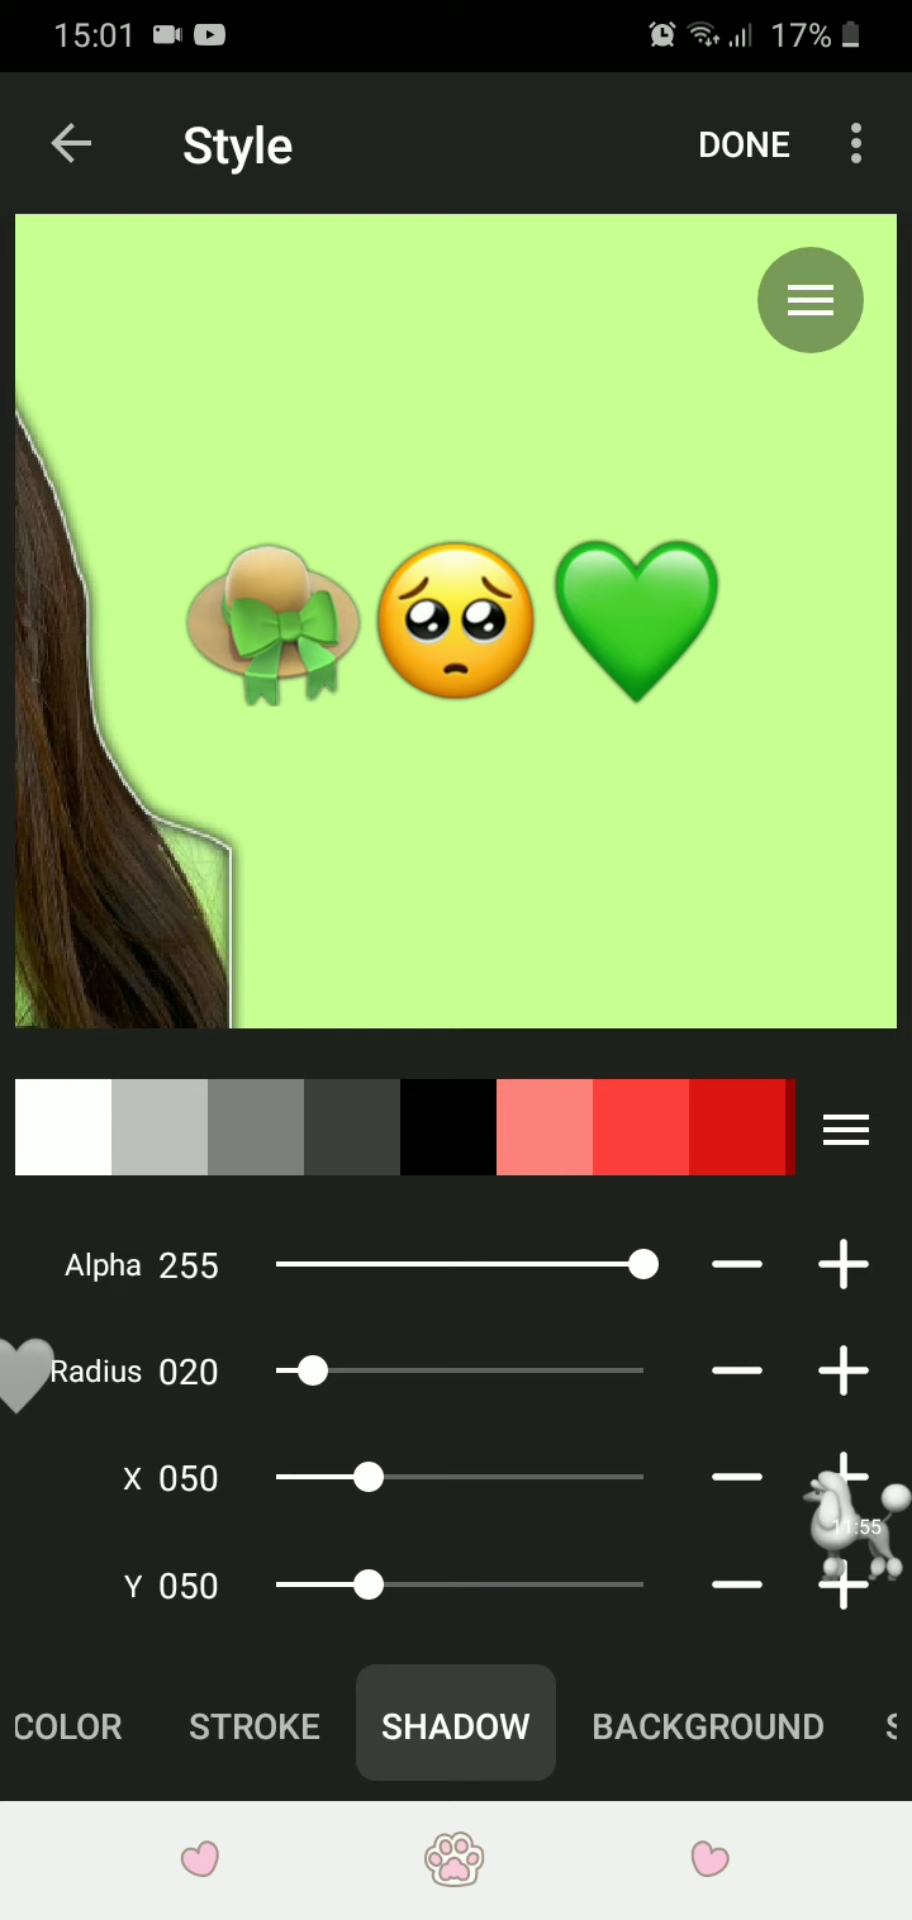 15:01 17%
Style DONE
Alpha 255
Radius 020
X 050
11:55
Y 050
COLOR STROKE SHADOW BACKGROUND